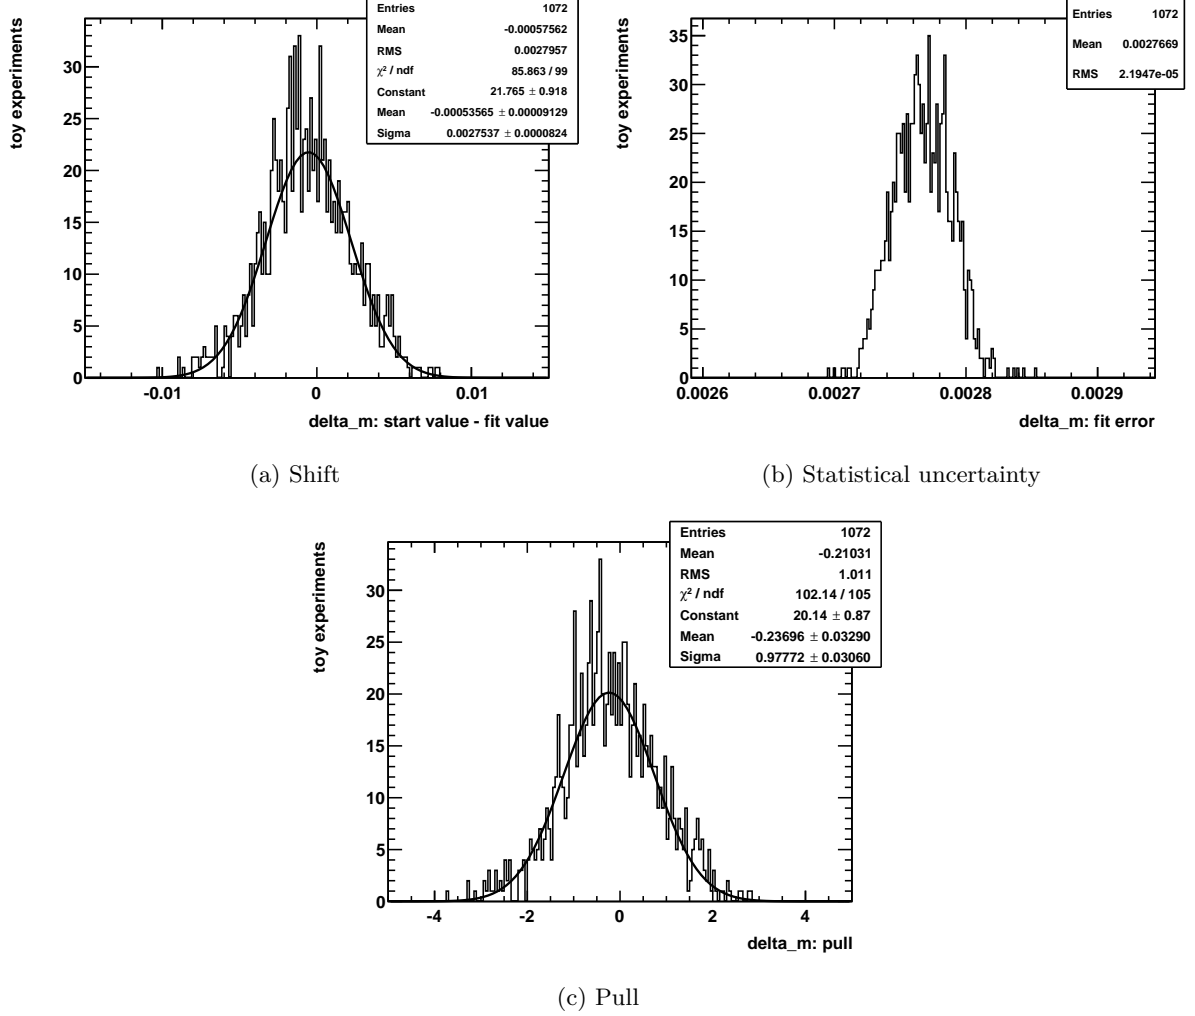 Entries 1072
Mean -0.00057562
RMS 0.0027957
χ² / ndf 85.863 / 99
Constant 21.765 ± 0.918
Mean -0.00053565 ± 0.00009129
Sigma 0.0027537 ± 0.0000824
toy experiments
30
25
20
15
10
5
0
-0.01 0 0.01
delta_m: start value - fit value
(a) Shift
Entries 1072
Mean 0.0027669
RMS 2.1947e-05
toy experiments
35
30
25
20
15
10
5
0
0.0026 0.0027 0.0028 0.0029
delta_m: fit error
(b) Statistical uncertainty
Entries 1072
Mean -0.21031
RMS 1.011
χ² / ndf 102.14 / 105
Constant 20.14 ± 0.87
Mean -0.23696 ± 0.03290
Sigma 0.97772 ± 0.03060
toy experiments
30
25
20
15
10
5
0
-4 -2 0 2 4
delta_m: pull
(c) Pull